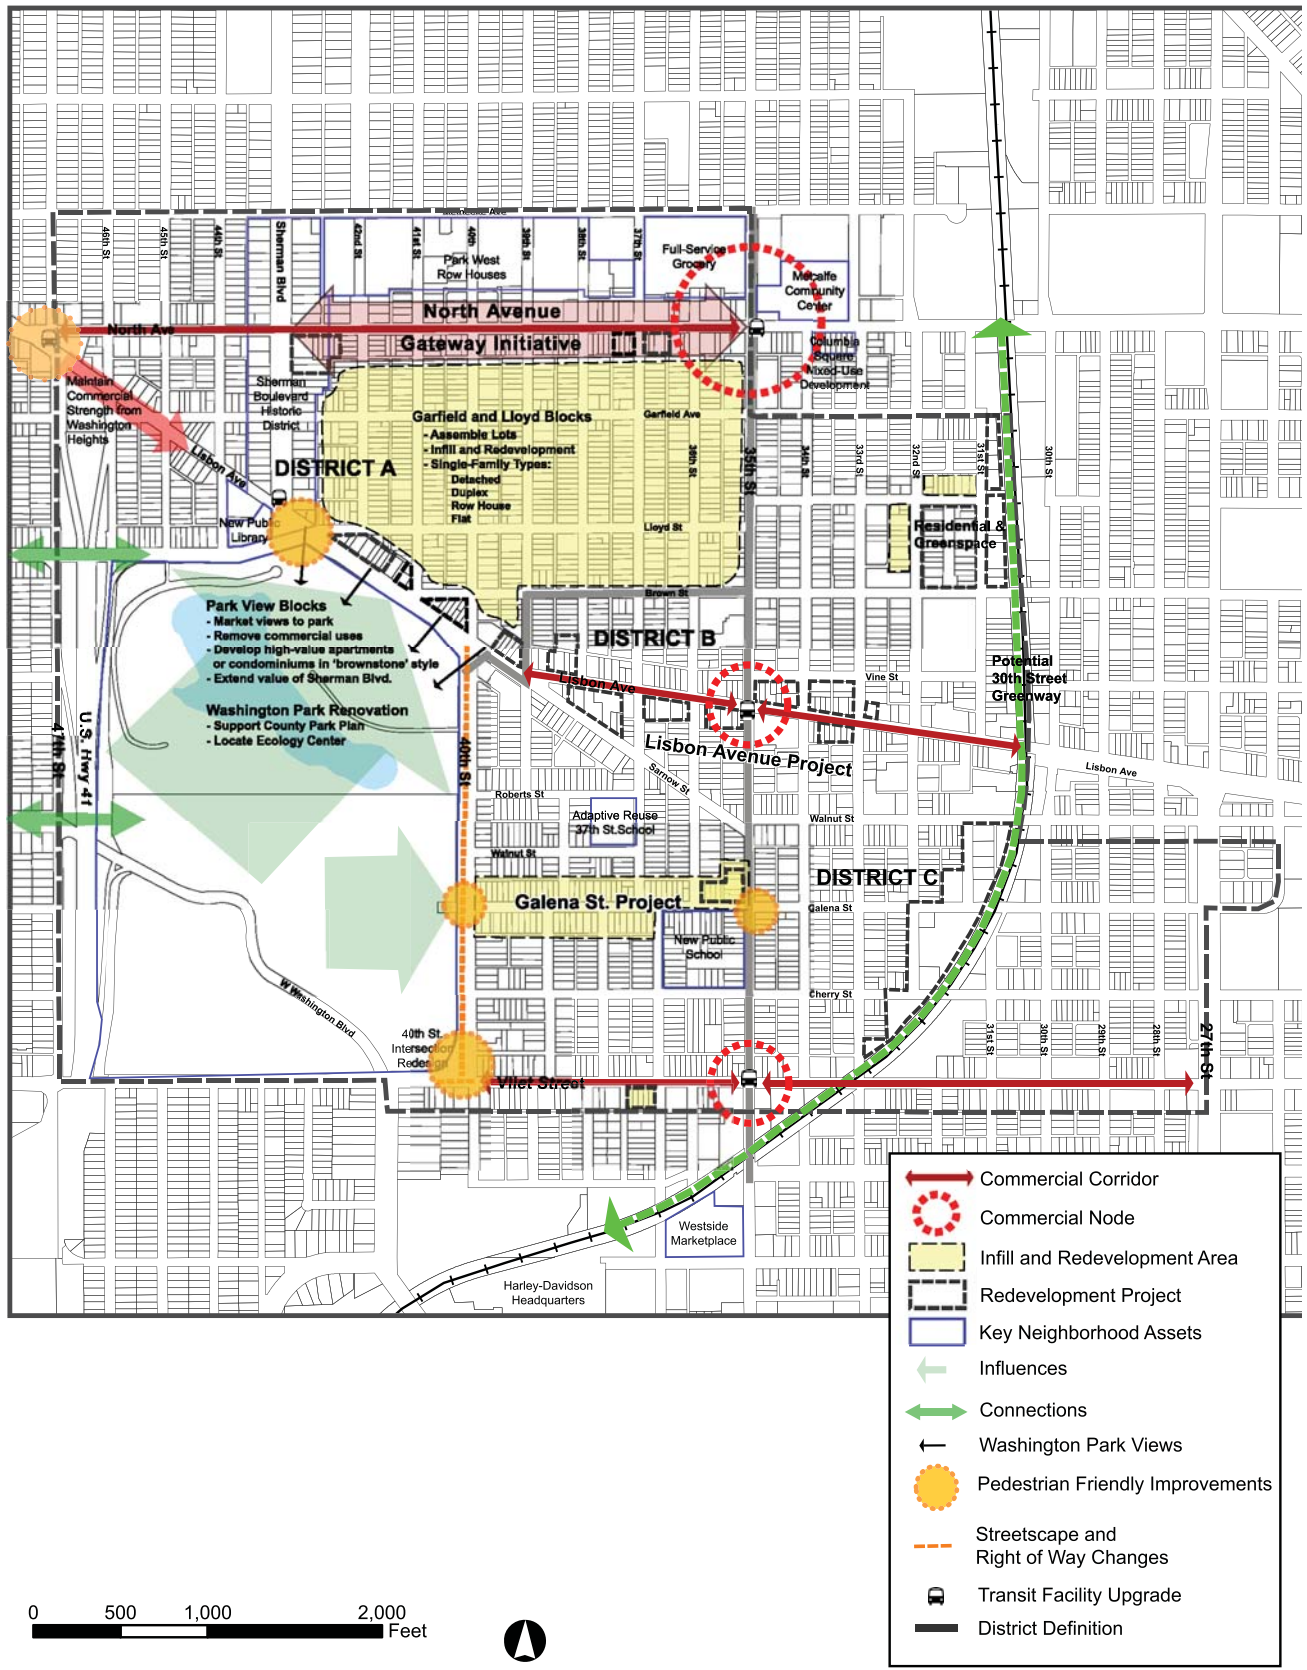 Meinecke Ave
46th St
45th St
44th St
Sherman Blvd
42nd St
41st St
40th
39th St
38th St
37th St
Park West
Row Houses
Full-Service
Grocery
Metcalfe
Community
Center
North Ave
North Avenue
Gateway Initiative
Columbia
Square
Mixed-Use
Development
Maintain
Commercial
Strength from
Washington
Heights
Sherman
Boulevard
Historic
District
Lisbon Ave
DISTRICT A
Garfield and Lloyd Blocks
- Assemble Lots
- Infill and Redevelopment
- Single-Family Types:
Detached
Duplex
Row House
Flat
Garfield Ave
36th St
35th St
34th St
33rd St
32nd St
31st St
30th St
Lloyd St
New Public
Library
Residential &
Greenspace
Brown St
Park View Blocks
- Market views to park
- Remove commercial uses
- Develop high-value apartments
or condominiums in 'brownstone' style
- Extend value of Sherman Blvd.
Washington Park Renovation
- Support County Park Plan
- Locate Ecology Center
DISTRICT B
Lisbon Ave
Vine St
Potential
30th Street
Greenway
47th St
U.S. Hwy 41
40th St
Lisbon Avenue Project
Sarnow St
Lisbon Ave
Roberts St
Adaptive Reuse
37th St.School
Walnut St
Walnut St
DISTRICT C
Galena St. Project
Galena St
New Public
School
W Washington Blvd
Cherry St
40th St.
Intersection
Redesign
31st St
30th St
29th St
28th St
27th St
Vliet Street
Westside
Marketplace
Harley-Davidson
Headquarters
Commercial Corridor
Commercial Node
Infill and Redevelopment Area
Redevelopment Project
Key Neighborhood Assets
Influences
Connections
Washington Park Views
Pedestrian Friendly Improvements
Streetscape and
Right of Way Changes
Transit Facility Upgrade
District Definition
0 500 1,000 2,000
Feet